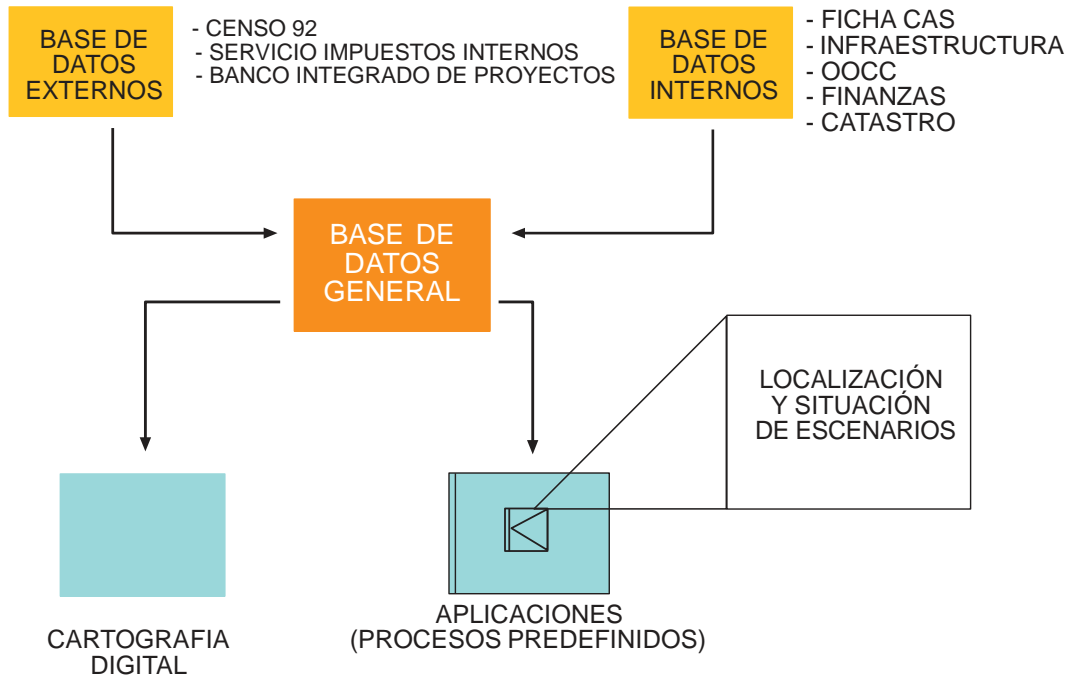 BASE DE
DATOS
EXTERNOS
- CENSO 92
- SERVICIO IMPUESTOS INTERNOS
- BANCO INTEGRADO DE PROYECTOS
BASE DE
DATOS
INTERNOS
- FICHA CAS
- INFRAESTRUCTURA
- OOCC
- FINANZAS
- CATASTRO
BASE DE
DATOS
GENERAL
LOCALIZACIÓN
Y SITUACIÓN
DE ESCENARIOS
CARTOGRAFIA
DIGITAL
APLICACIONES
(PROCESOS PREDEFINIDOS)